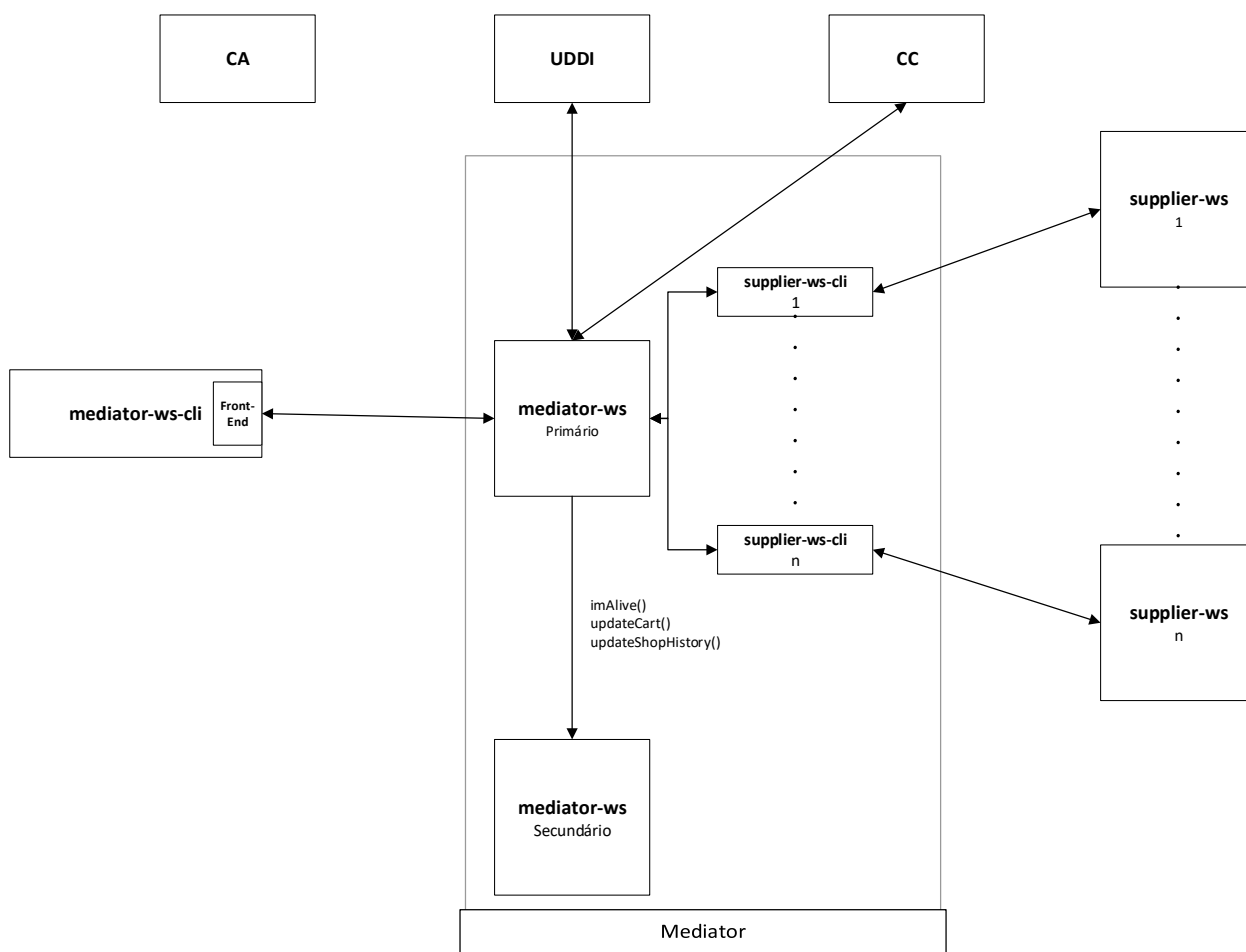 CA
UDDI
CC
supplier-ws
1
supplier-ws-cli
1
mediator-ws-cli
Front-
End
mediator-ws
Primário
supplier-ws-cli
n
supplier-ws
n
imAlive()
updateCart()
updateShopHistory()
mediator-ws
Secundário
Mediator